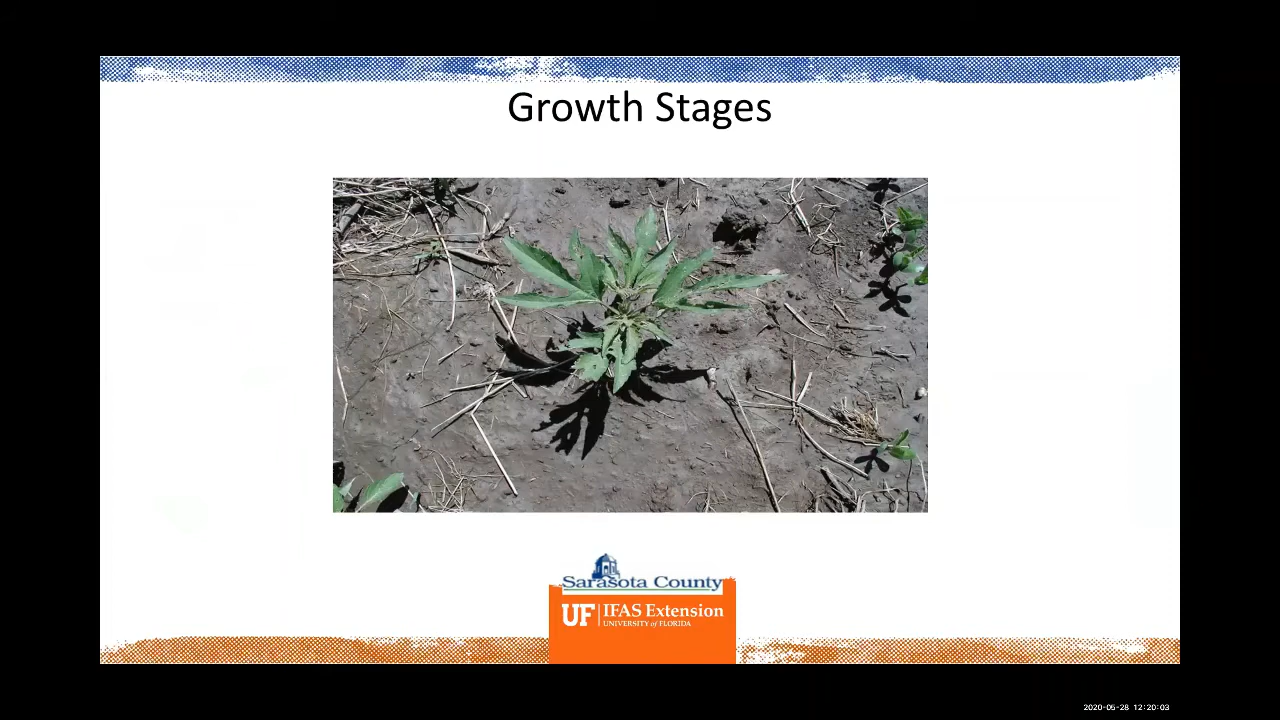 Growth Stages
Sarasota County
UF IFAS Extension
UNIVERSITY of FLORIDA
2020-05-28 12:20:03